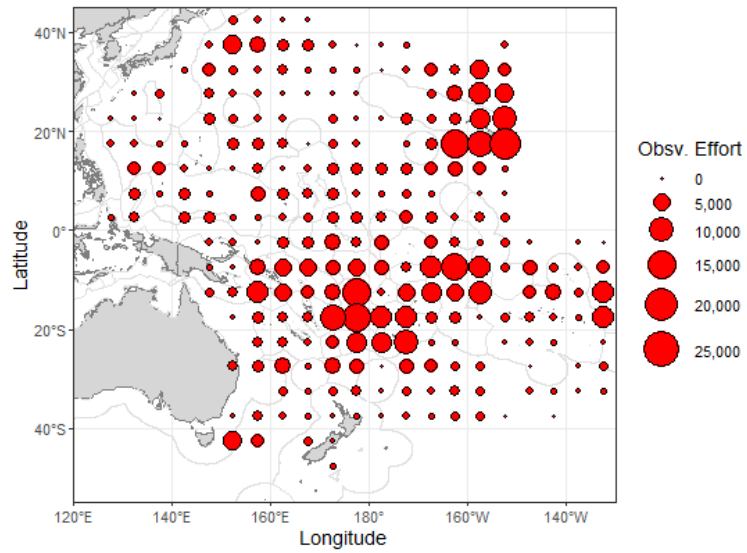 40°N
20°N
0°
20°S
40°S
Latitude
120°E
140°E
160°E
180°
160°W
140°W
Longitude
Obsv. Effort
0
5,000
10,000
15,000
20,000
25,000